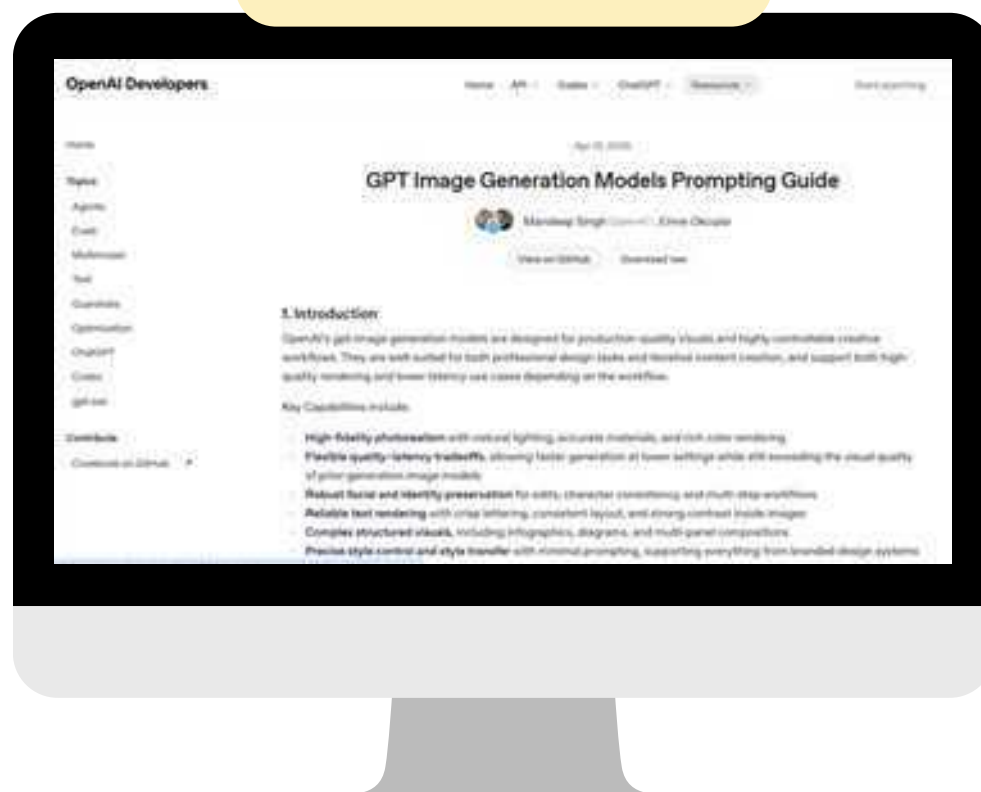 OpenAI Developers
Home API Codex ChatGPT Resources Start searching
Home
Topics
Agents
Evals
Multimodal
Text
Guardrails
Optimization
ChatGPT
Codex
gpt-oss
Contribute
Cookbook on GitHub
GPT Image Generation Models Prompting Guide
Mandeep Singh
View on GitHub Download raw
1. Introduction
OpenAI's gpt-image generation models are designed for production-quality visuals and highly controllable creative
workflows. They are well-suited for both professional design tasks and iterative content creation, and support both high-
quality rendering and lower-latency use cases depending on the workflow.
Key Capabilities include:
High-fidelity photorealism with natural lighting, accurate materials, and rich color rendering
Flexible quality-latency tradeoffs, allowing faster generation at lower settings while still exceeding the visual quality
of prior-generation image models
Robust facial and identity preservation for edits, character consistency, and multi-step workflows
Reliable text rendering with crisp lettering, consistent layout, and strong contrast inside images
Complex structured visuals, including infographics, diagrams, and multi-panel compositions
Precise style control and style transfer with minimal prompting, supporting everything from branded design systems